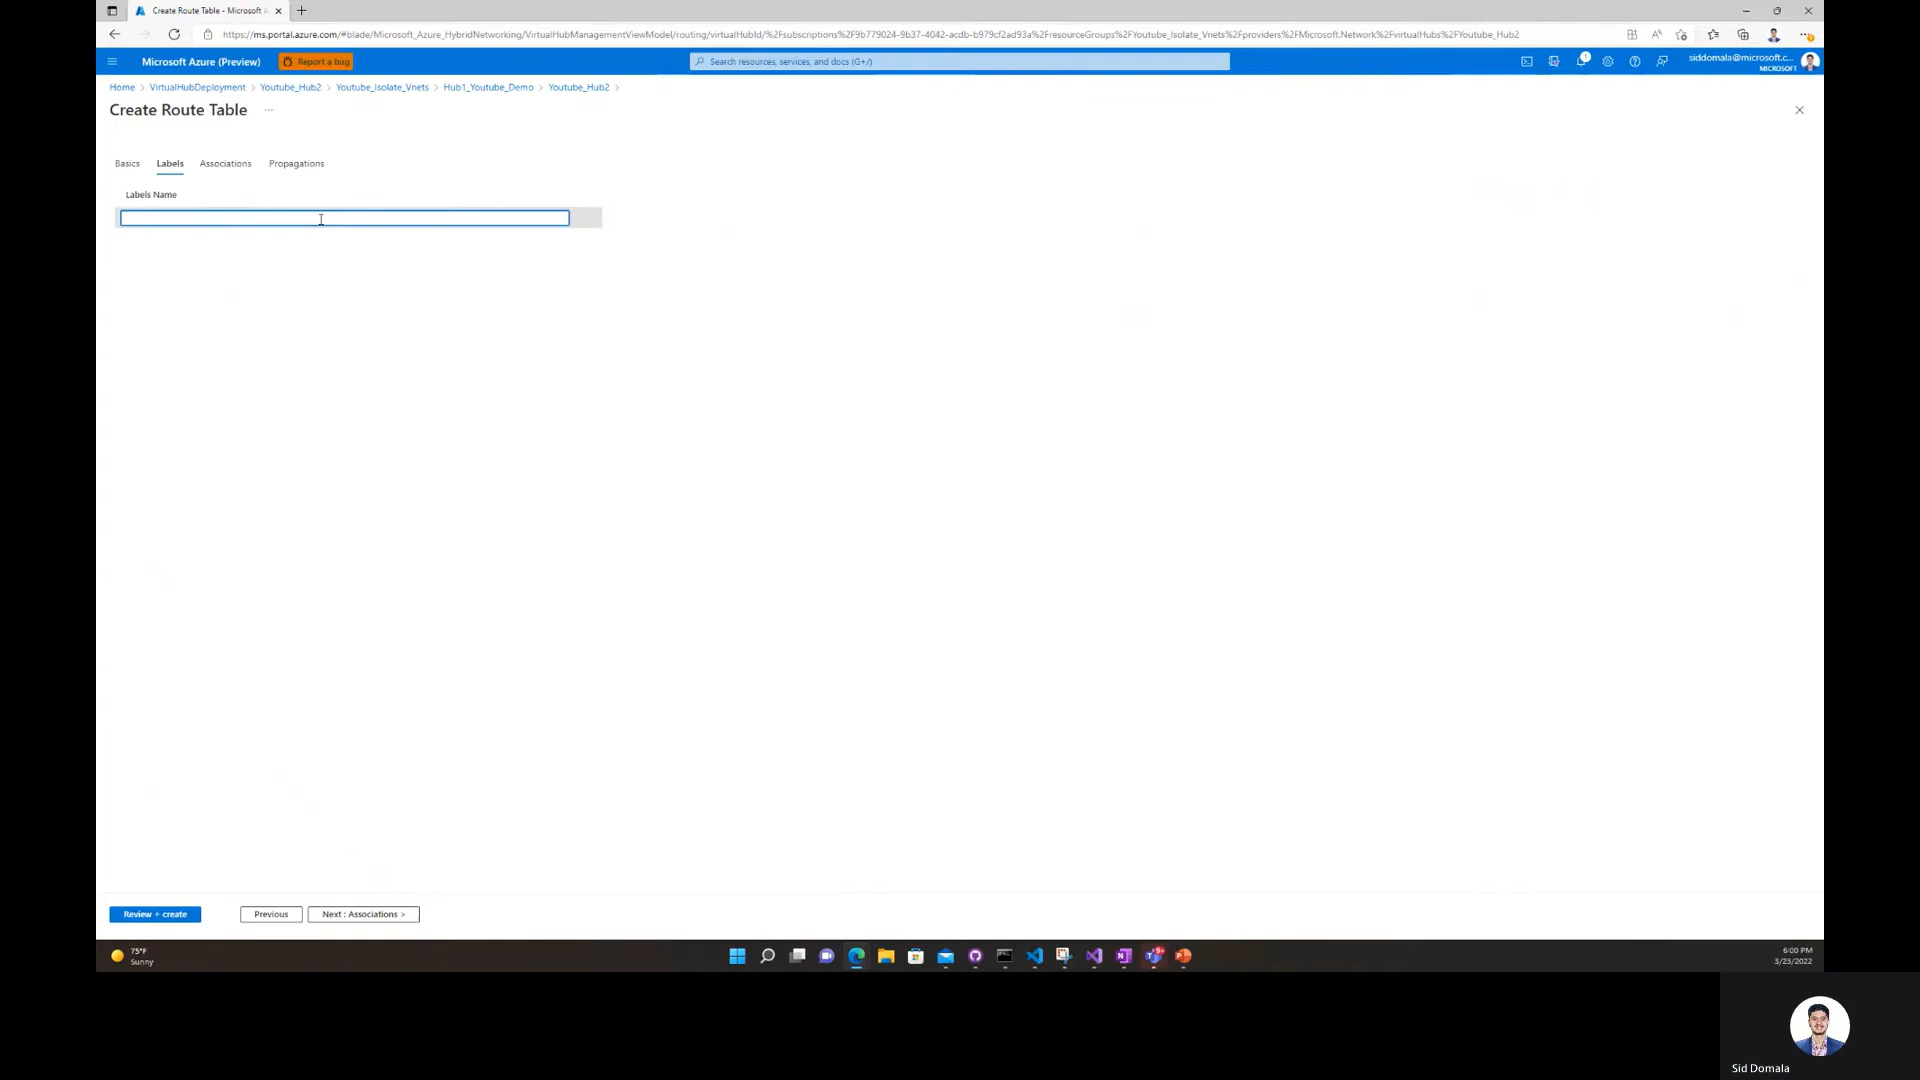 Create Route Table - Microsoft A
https://ms.portal.azure.com/#blade/Microsoft_Azure_HybridNetworking/VirtualHubManagementViewModel/routing/virtualHubId/%2Fsubscriptions%2F9b779024-9b37-4042-acdb-b979cf2ad93a%2FresourceGroups%2FYoutube_Isolate_Vnets%2Fproviders%2FMicrosoft.Network%2FvirtualHubs%2FYoutube_Hub2
Microsoft Azure (Preview)
Report a bug
Search resources, services, and docs (G+/)
1
siddomala@microsoft.c...
MICROSOFT
Home > VirtualHubDeployment > Youtube_Hub2 > Youtube_Isolate_Vnets > Hub1_Youtube_Demo > Youtube_Hub2 >
Create Route Table ...
Basics Labels Associations Propagations
Labels Name
Review + create
Previous
Next : Associations >
75°F
Sunny
9+
6:00 PM
3/23/2022
Sid Domala